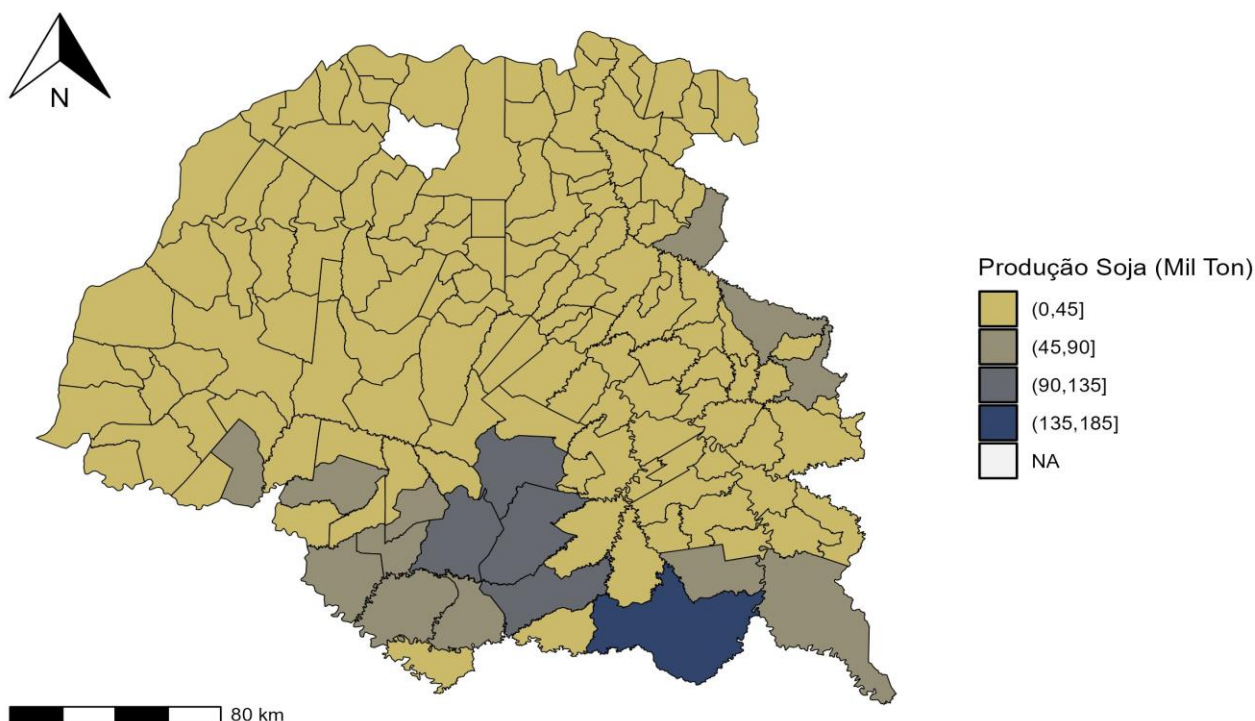 N
Produção Soja (Mil Ton)
(0,45]
(45,90]
(90,135]
(135,185]
NA
80 km